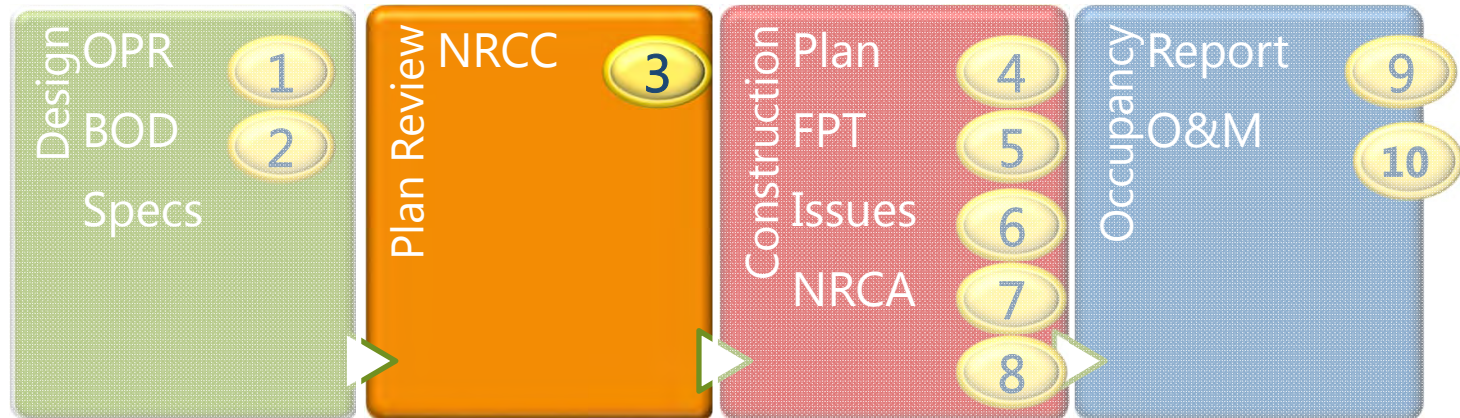 Design
OPR
1
BOD
2
Specs
Plan Review
NRCC
3
Construction
Plan
4
FPT
5
Issues
6
NRCA
7
8
Occupancy
Report
9
O&M
10